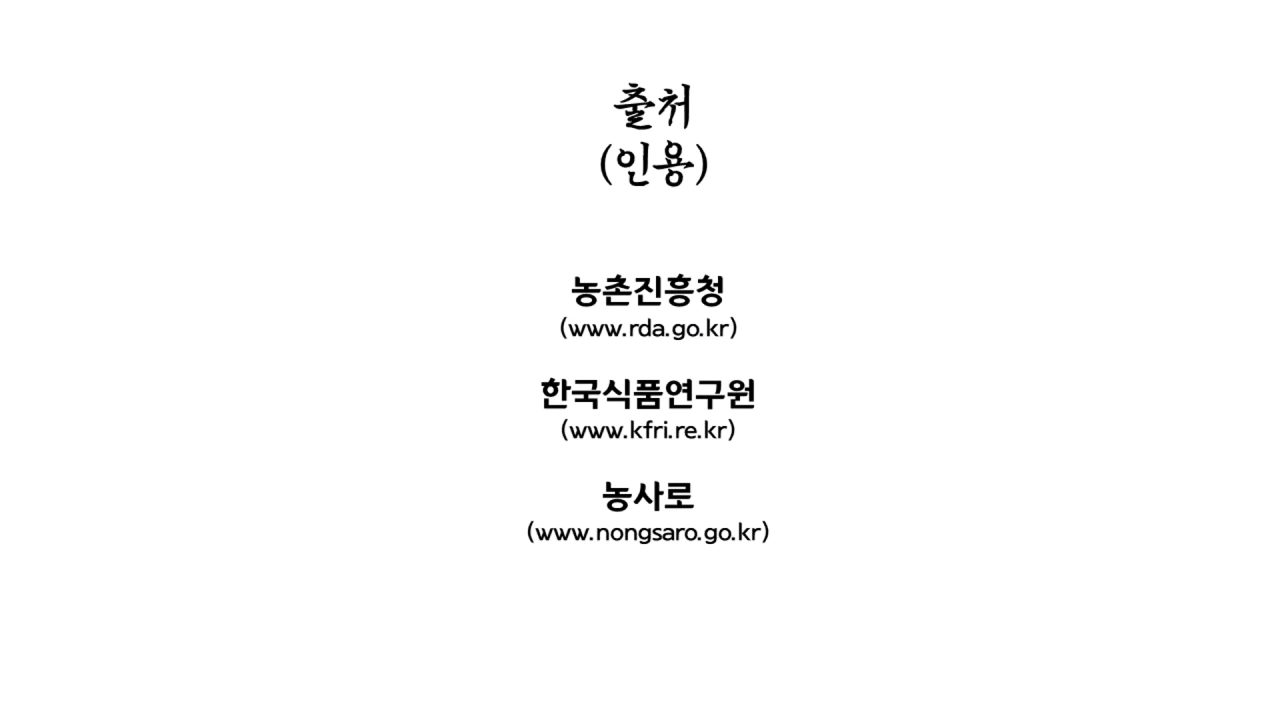 출처
(인용)
농촌진흥청
(www.rda.go.kr)
한국식품연구원
(www.kfri.re.kr)
농사로
(www.nongsaro.go.kr)